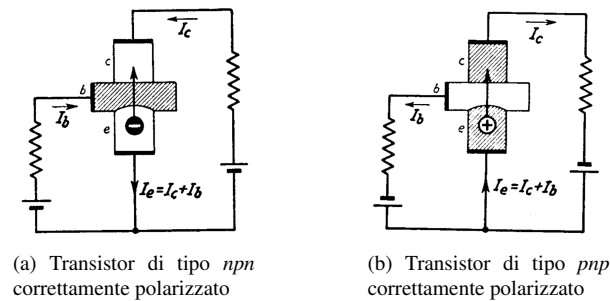 I_c
c
b
I_b
e
I_e=I_c+I_b
(a) Transistor di tipo npn
correttamente polarizzato
I_c
c
b
I_b
e
I_e=I_c+I_b
(b) Transistor di tipo pnp
correttamente polarizzato